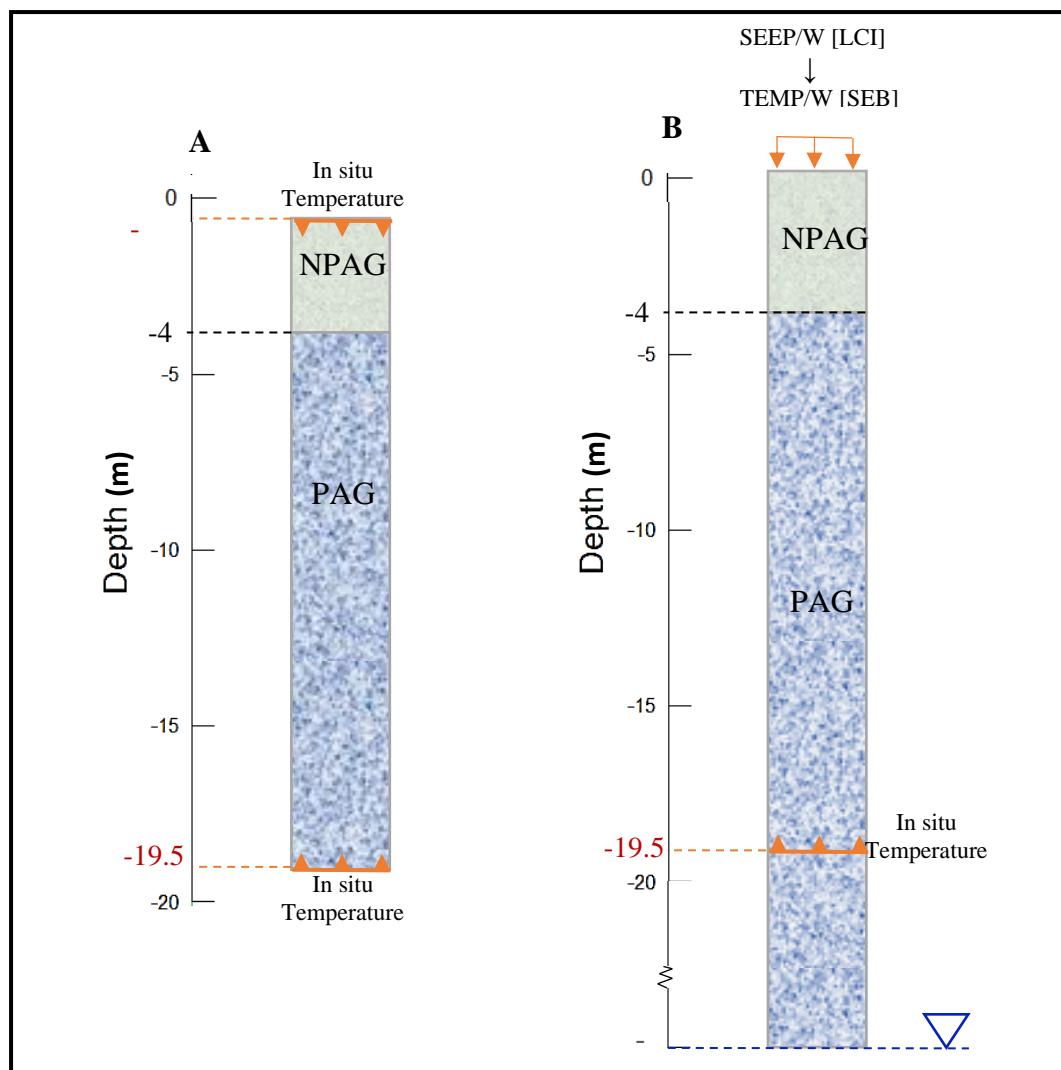 SEEP/W [LCI]
↓
TEMP/W [SEB]
A
In situ
Temperature
0
-
NPAG
-4
-5
Depth (m)
PAG
-10
-15
-19.5
-20
In situ
Temperature
B
0
NPAG
-4
-5
Depth (m)
-10
PAG
-15
In situ
-19.5
Temperature
-20
-